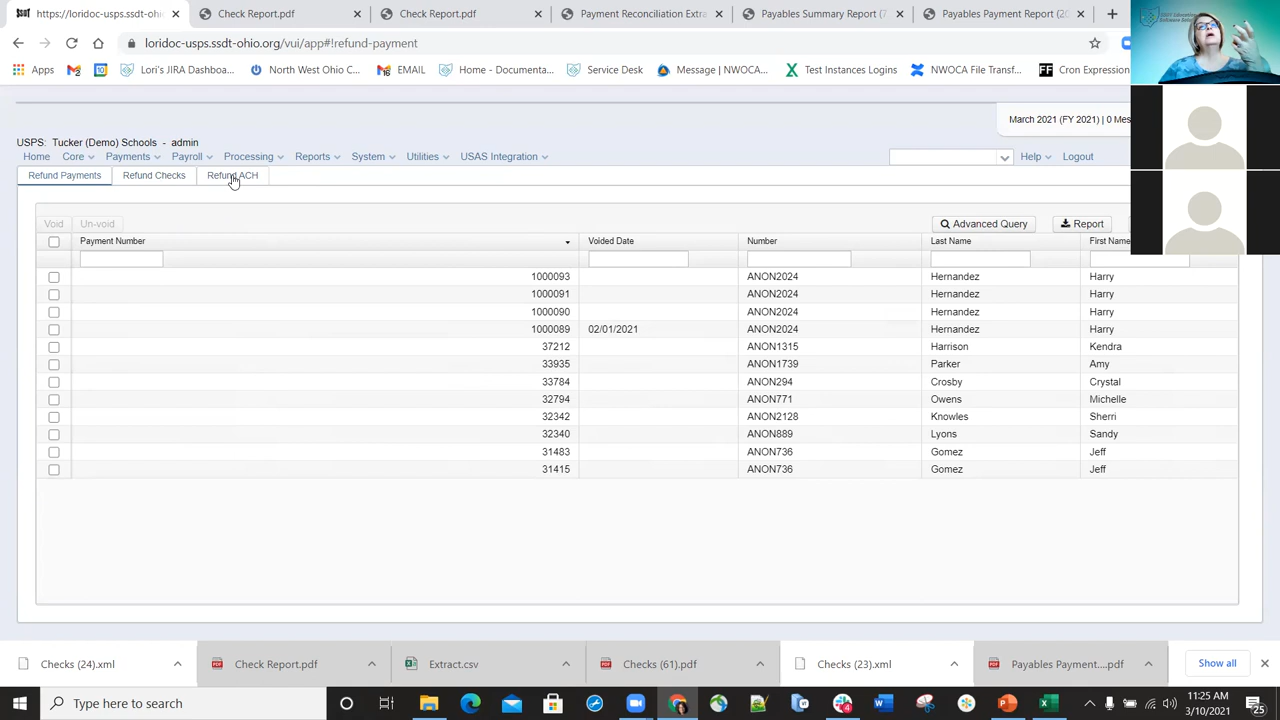 https://loridoc-usps.ssdt-ohio.org
Check Report.pdf
Check Report.pdf
Payment Reconciliation Extra
Payables Summary Report (7
Payables Payment Report (20
loridoc-usps.ssdt-ohio.org/vui/app#!refund-payment
Apps
Lori's JIRA Dashboa...
North West Ohio C...
EMAIL
Home - Documenta...
Service Desk
Message | NWOCA...
Test Instances Logins
NWOCA File Transf...
Cron Expression
March 2021 (FY 2021) | 0 Mes
USPS: Tucker (Demo) Schools - admin
Home Core Payments Payroll Processing Reports System Utilities USAS Integration Help Logout
Refund Payments Refund Checks Refund ACH
Void Un-void Advanced Query Report
Payment Number Voided Date Number Last Name First Name
1000093 ANON2024 Hernandez Harry
1000091 ANON2024 Hernandez Harry
1000090 ANON2024 Hernandez Harry
1000089 02/01/2021 ANON2024 Hernandez Harry
37212 ANON1315 Harrison Kendra
33935 ANON1739 Parker Amy
33784 ANON294 Crosby Crystal
32794 ANON771 Owens Michelle
32342 ANON2128 Knowles Sherri
32340 ANON889 Lyons Sandy
31483 ANON736 Gomez Jeff
31415 ANON736 Gomez Jeff
Checks (24).xml
Check Report.pdf
Extract.csv
Checks (61).pdf
Checks (23).xml
Payables Payment....pdf
Show all
Type here to search
11:25 AM
3/10/2021
25